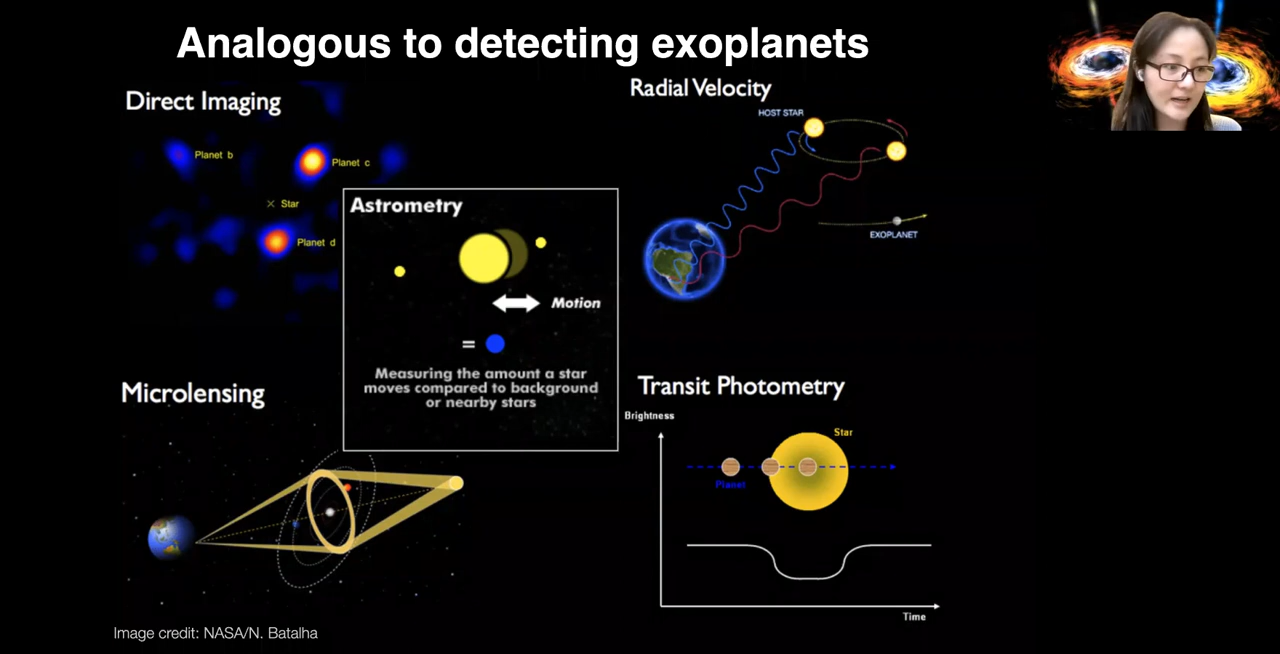 Analogous to detecting exoplanets
Direct Imaging
Planet b
Planet c
Star
Planet d
Radial Velocity
HOST STAR
EXOPLANET
Astrometry
Motion
=
Measuring the amount a star
moves compared to background
or nearby stars
Microlensing
Transit Photometry
Brightness
Star
Planet
Time
Image credit: NASA/N. Batalha